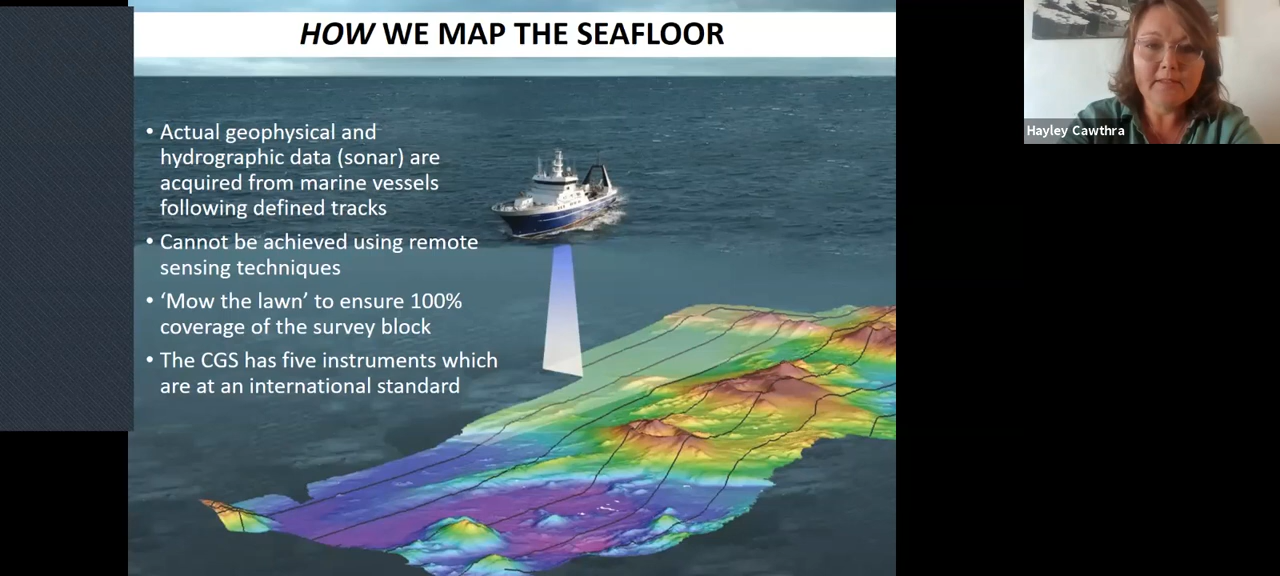 HOW WE MAP THE SEAFLOOR
• Actual geophysical and
hydrographic data (sonar) are
acquired from marine vessels
following defined tracks
• Cannot be achieved using remote
sensing techniques
• ‘Mow the lawn’ to ensure 100%
coverage of the survey block
• The CGS has five instruments which
are at an international standard
Hayley Cawthra